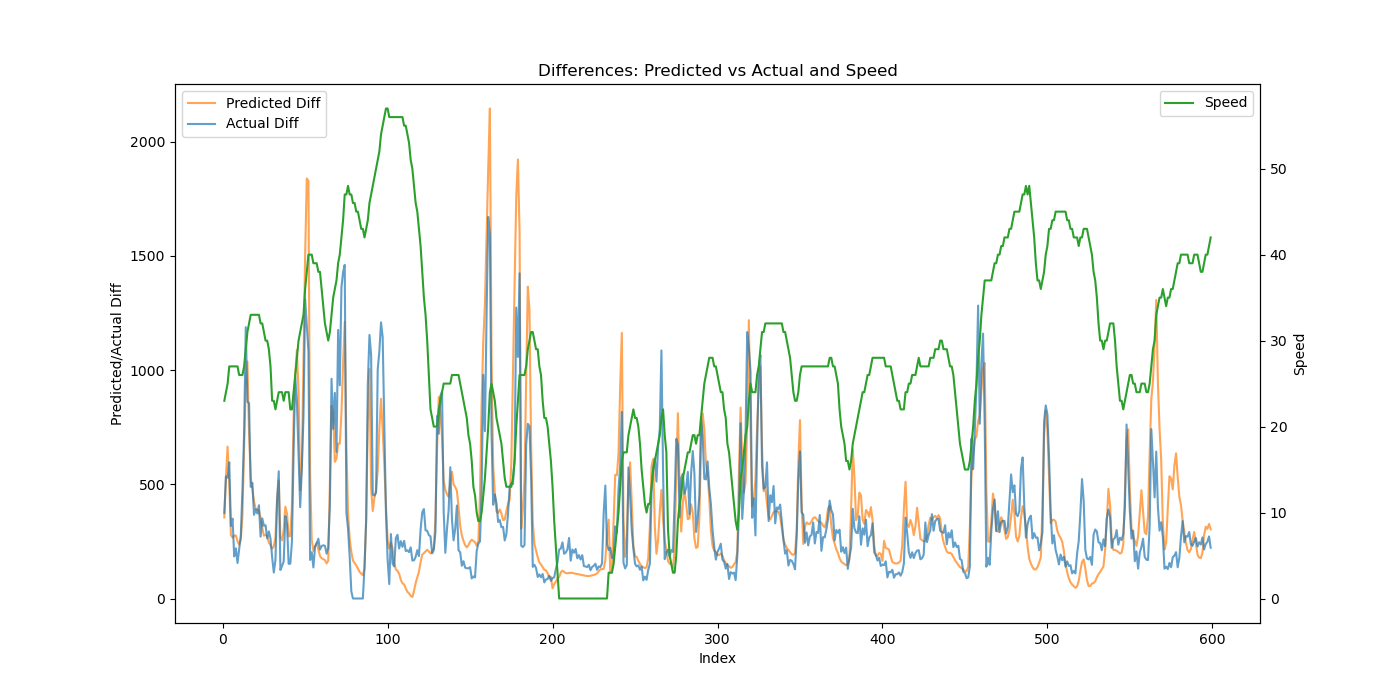 Differences: Predicted vs Actual and Speed
Predicted Diff
Actual Diff
Speed
2000
1500
1000
500
0
Predicted/Actual Diff
50
40
30
20
10
0
Speed
0 100 200 300 400 500 600
Index